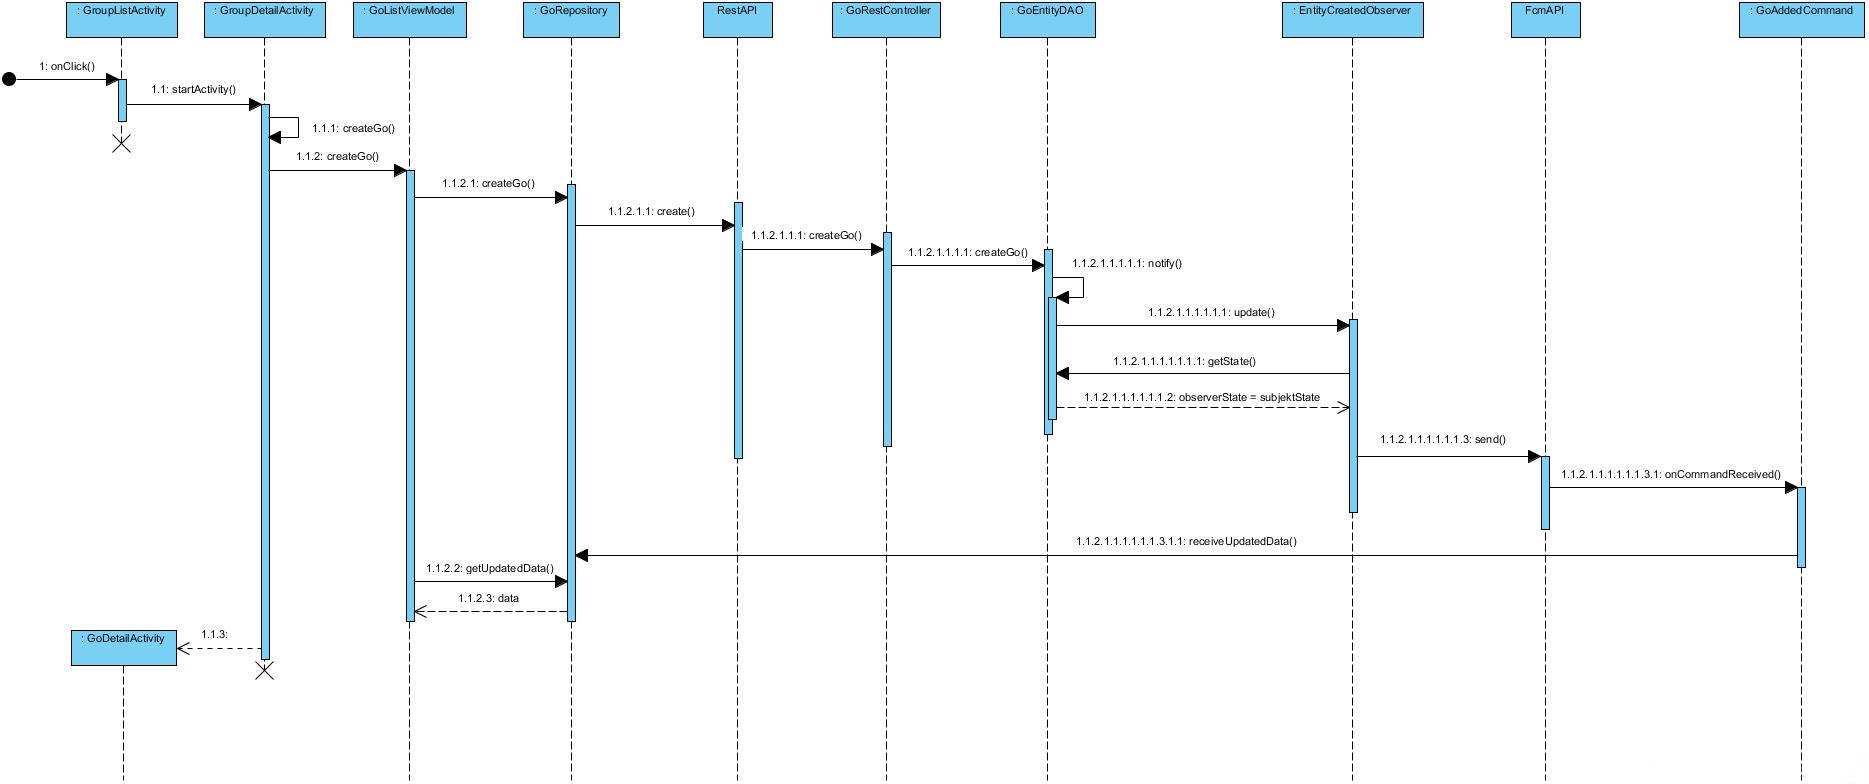 : GroupListActivity
: GroupDetailActivity
: GoListViewModel
: GoRepository
RestAPI
: GoRestController
: GoEntityDAO
: EntityCreatedObserver
FcmAPI
: GoAddedCommand
1: onClick()
1.1: startActivity()
1.1.1: createGo()
1.1.2: createGo()
1.1.2.1: createGo()
1.1.2.1.1: create()
1.1.2.1.1.1: createGo()
1.1.2.1.1.1.1: createGo()
1.1.2.1.1.1.1.1: notify()
1.1.2.1.1.1.1.1.1: update()
1.1.2.1.1.1.1.1.1.1: getState()
1.1.2.1.1.1.1.1.1.2: observerState = subjektState
1.1.2.1.1.1.1.1.1.3: send()
1.1.2.1.1.1.1.1.1.3.1: onCommandReceived()
1.1.2.1.1.1.1.1.1.3.1.1: receiveUpdatedData()
1.1.2.2: getUpdatedData()
1.1.2.3: data
1.1.3:
: GoDetailActivity